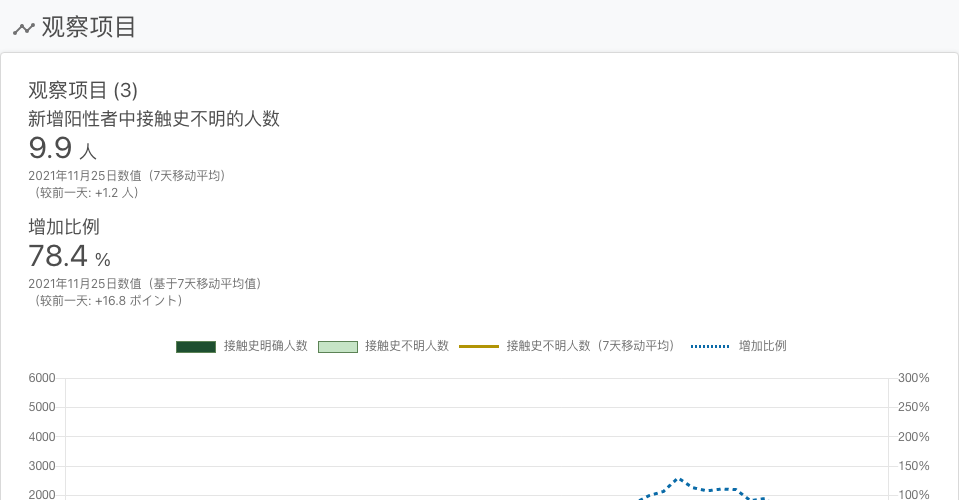 观察项目
观察项目 (3)
新增阳性者中接触史不明的人数
9.9 人
2021年11月25日数值（7天移动平均）
（较前一天: +1.2 人）
增加比例
78.4 %
2021年11月25日数值（基于7天移动平均值）
（较前一天: +16.8 ポイント）
接触史明确人数 接触史不明人数 接触史不明人数（7天移动平均） 增加比例
6000 300%
5000 250%
4000 200%
3000 150%
2000 100%